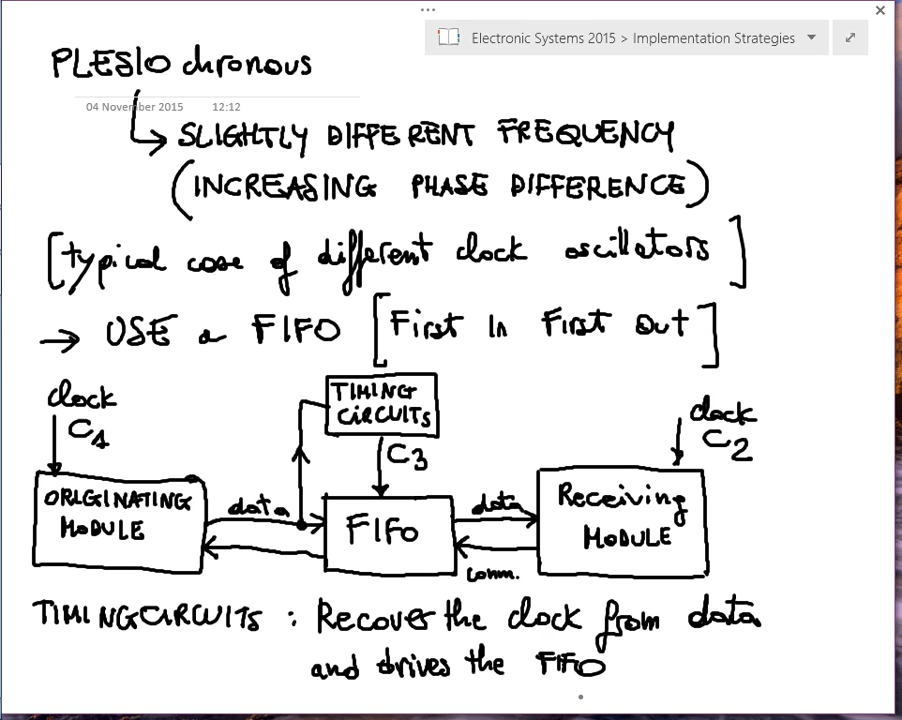 Electronic Systems 2015 > Implementation Strategies
PLESIO chronous
04 November 2015 12:12
SLIGHTLY DIFFERENT FREQUENCY
(INCREASING PHASE DIFFERENCE)
[typical case of different clock oscillators]
→ USE a FIFO [First In First Out]
clock
C1
TIMING
CIRCUITS
C3
clock
C2
ORIGINATING
MODULE
data
FIFO
data
comm.
Receiving
MODULE
TIMING CIRCUITS : Recover the clock from data
and drives the FIFO